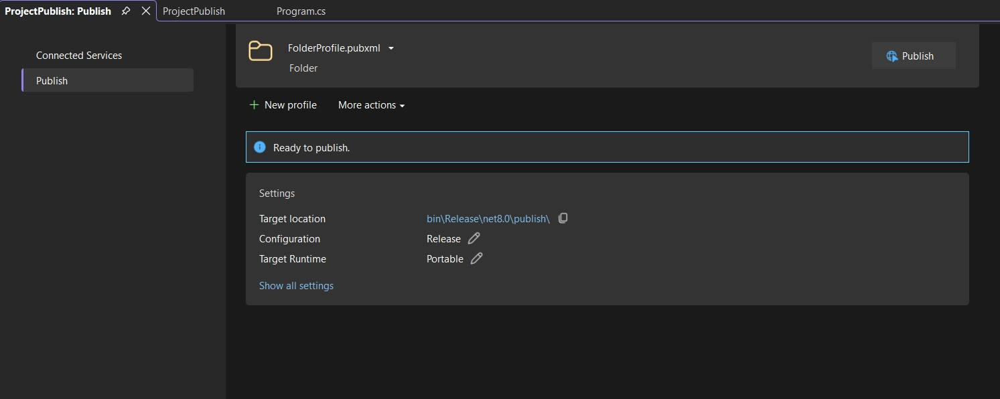 ProjectPublish: Publish
ProjectPublish
Program.cs
Connected Services
Publish
FolderProfile.pubxml
Folder
Publish
New profile
More actions
Ready to publish.
Settings
Target location bin\Release\net8.0\publish\
Configuration Release
Target Runtime Portable
Show all settings